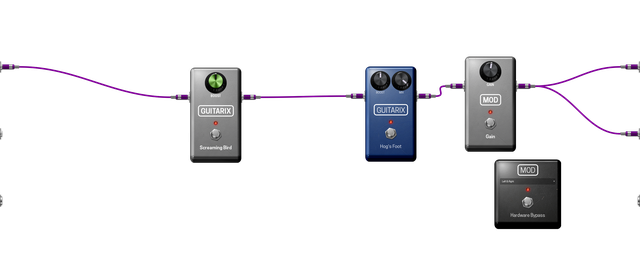 GUITARIX
Screaming Bird
GUITARIX
Hog's Foot
MOD
Gain
MOD
Hardware Bypass